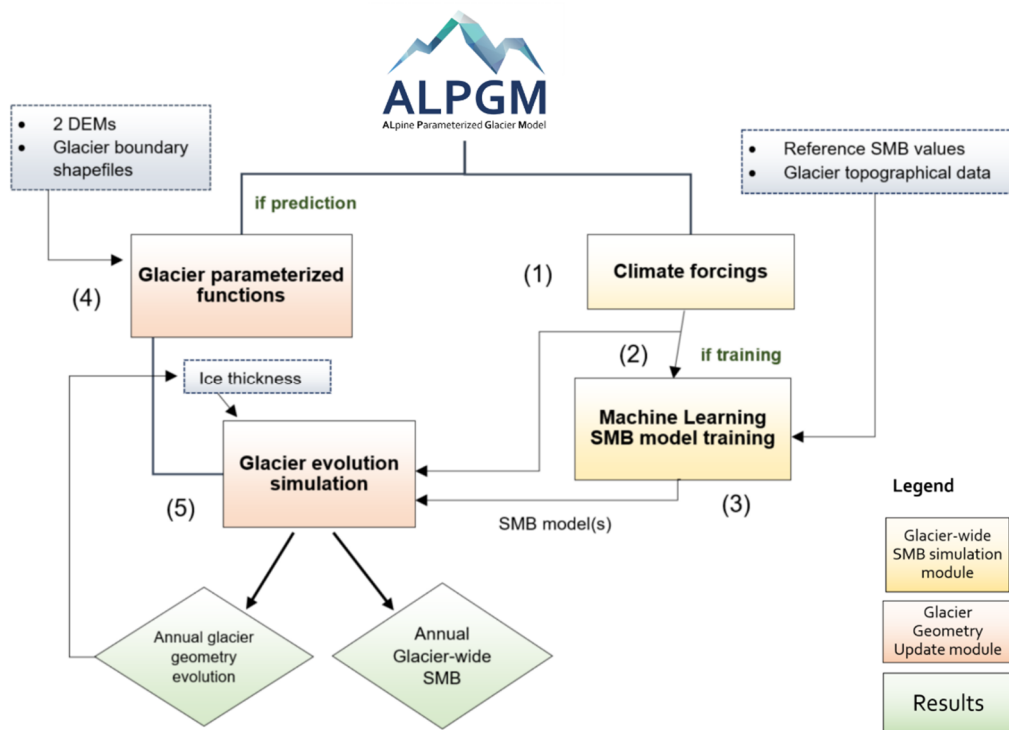 ALPGM
ALpine Parameterized Glacier Model
• 2 DEMs
• Glacier boundary
shapefiles
• Reference SMB values
• Glacier topographical data
if prediction
Glacier parameterized
functions
(4)
(1)
Climate forcings
(2)
if training
Ice thickness
Machine Learning
SMB model training
Glacier evolution
simulation
(5)
(3)
SMB model(s)
Annual glacier
geometry
evolution
Annual
Glacier-wide
SMB
Legend
Glacier-wide
SMB simulation
module
Glacier
Geometry
Update module
Results